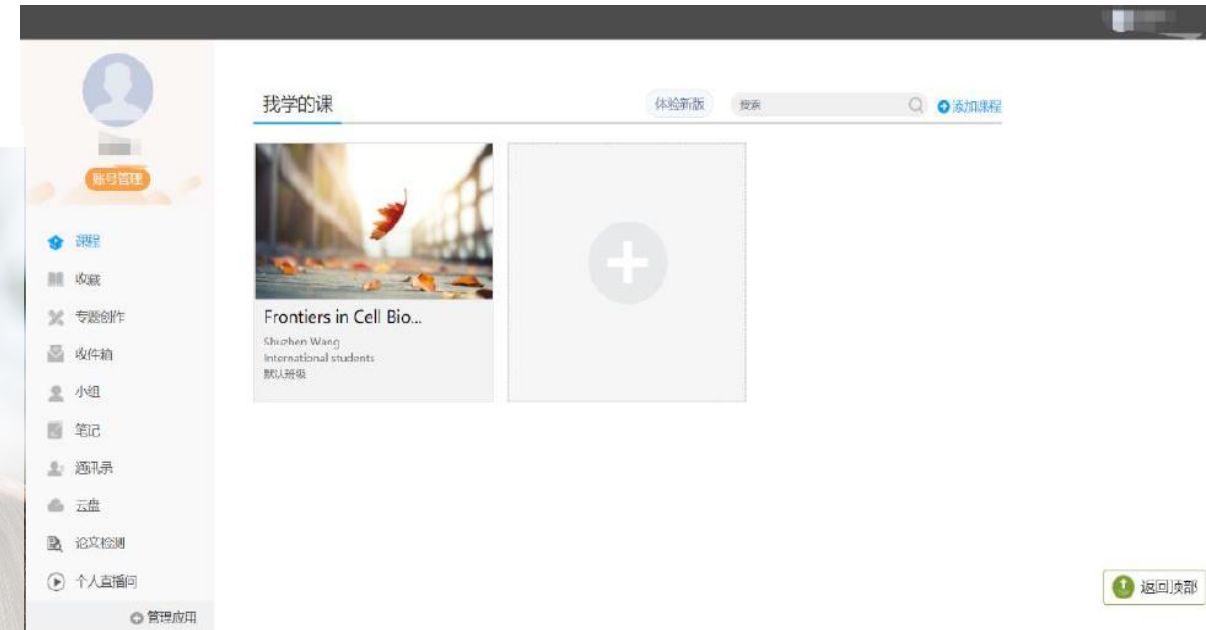 账号管理
课程
收藏
专题创作
收件箱
小组
笔记
通讯录
云盘
论文检测
个人直播间
管理应用
我学的课
体验新版
搜索
添加课程
Frontiers in Cell Bio...
Shuzhen Wang
International students
默认班级
返回顶部